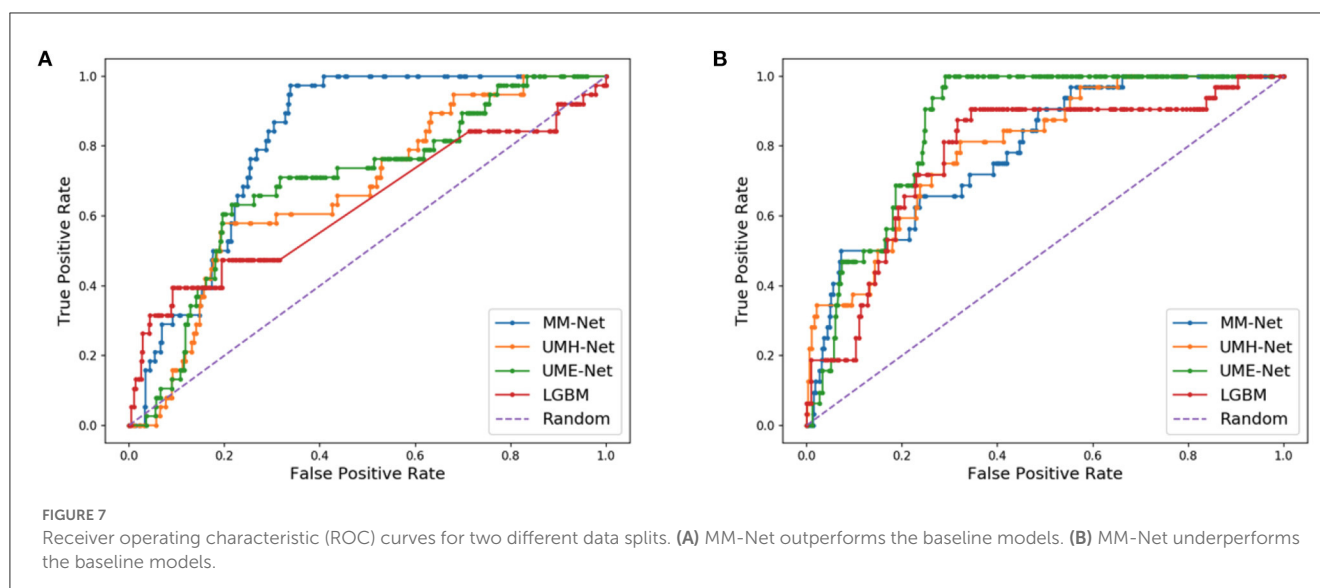 A
1.0
0.8
0.6
0.4
0.2
0.0
True Positive Rate
0.0 0.2 0.4 0.6 0.8 1.0
False Positive Rate
MM-Net
UMH-Net
UME-Net
LGBM
Random
B
1.0
0.8
0.6
0.4
0.2
0.0
True Positive Rate
0.0 0.2 0.4 0.6 0.8 1.0
False Positive Rate
MM-Net
UMH-Net
UME-Net
LGBM
Random
FIGURE 7
Receiver operating characteristic (ROC) curves for two different data splits. (A) MM-Net outperforms the baseline models. (B) MM-Net underperforms
the baseline models.